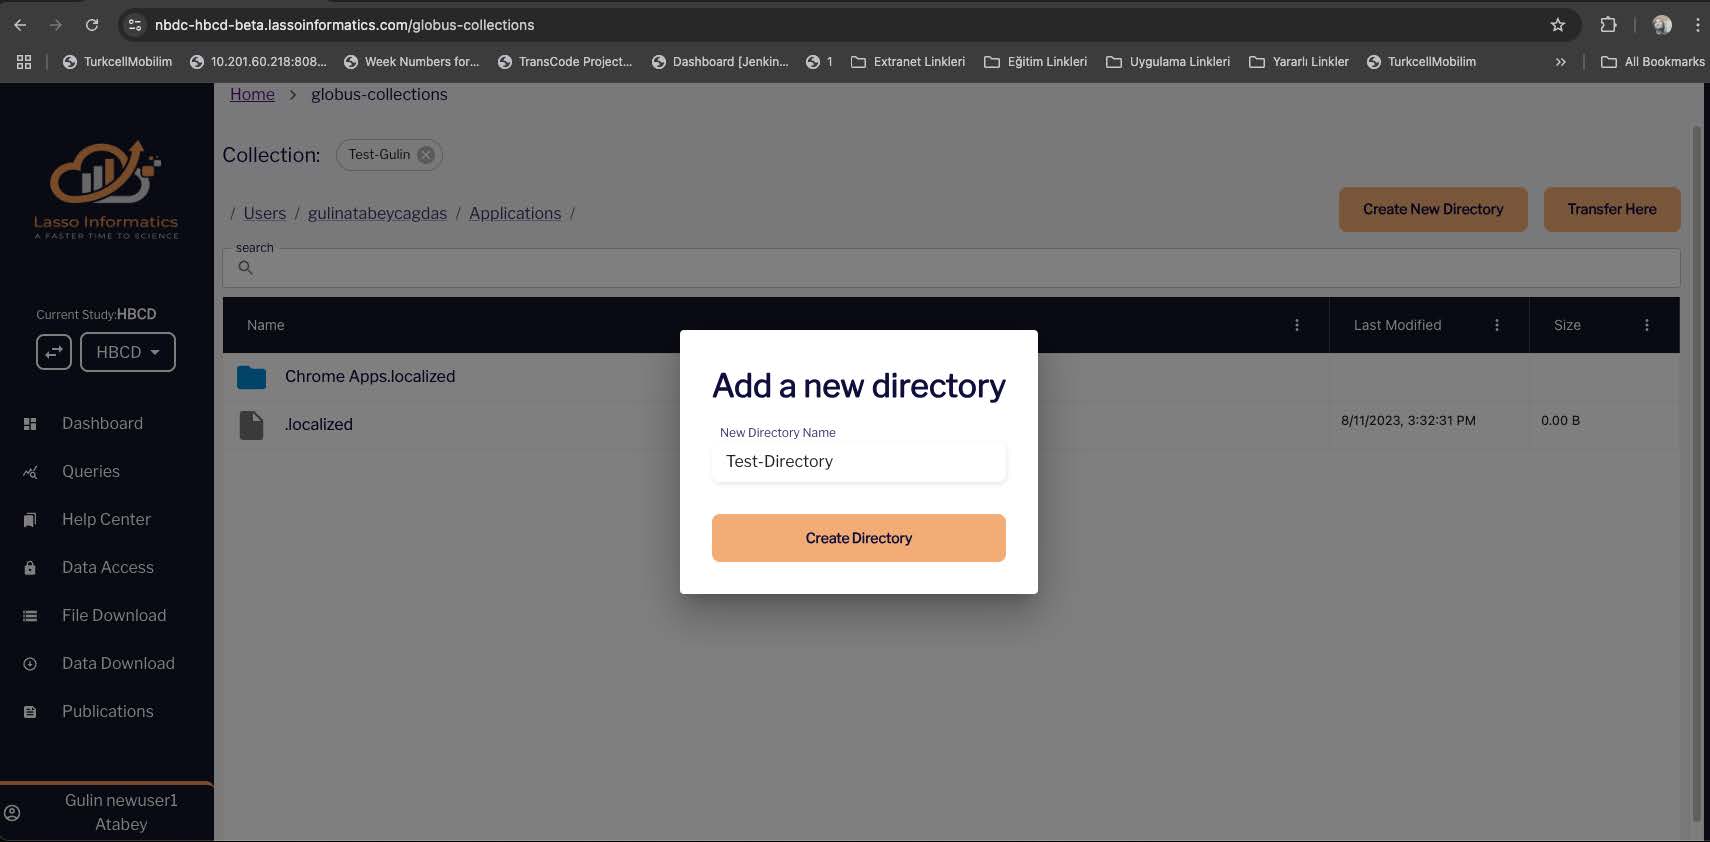 nbdc-hbcd-beta.lassoinformatics.com/globus-collections
TurkcellMobilim 10.201.60.218:808... Week Numbers for... TransCode Project... Dashboard [Jenkin... 1 Extranet Linkleri Eğitim Linkleri Uygulama Linkleri Yararlı Linkler TurkcellMobilim » All Bookmarks
Home > globus-collections
Lasso Informatics
A FASTER TIME TO SCIENCE
Collection: Test-Gulin
/ Users / gulinatabeycagdas / Applications /
Create New Directory Transfer Here
search
Current Study:HBCD
HBCD
Name Last Modified Size
Chrome Apps.localized
.localized 8/11/2023, 3:32:31 PM 0.00 B
Add a new directory
New Directory Name
Test-Directory
Create Directory
Dashboard
Queries
Help Center
Data Access
File Download
Data Download
Publications
Gulin newuser1
Atabey